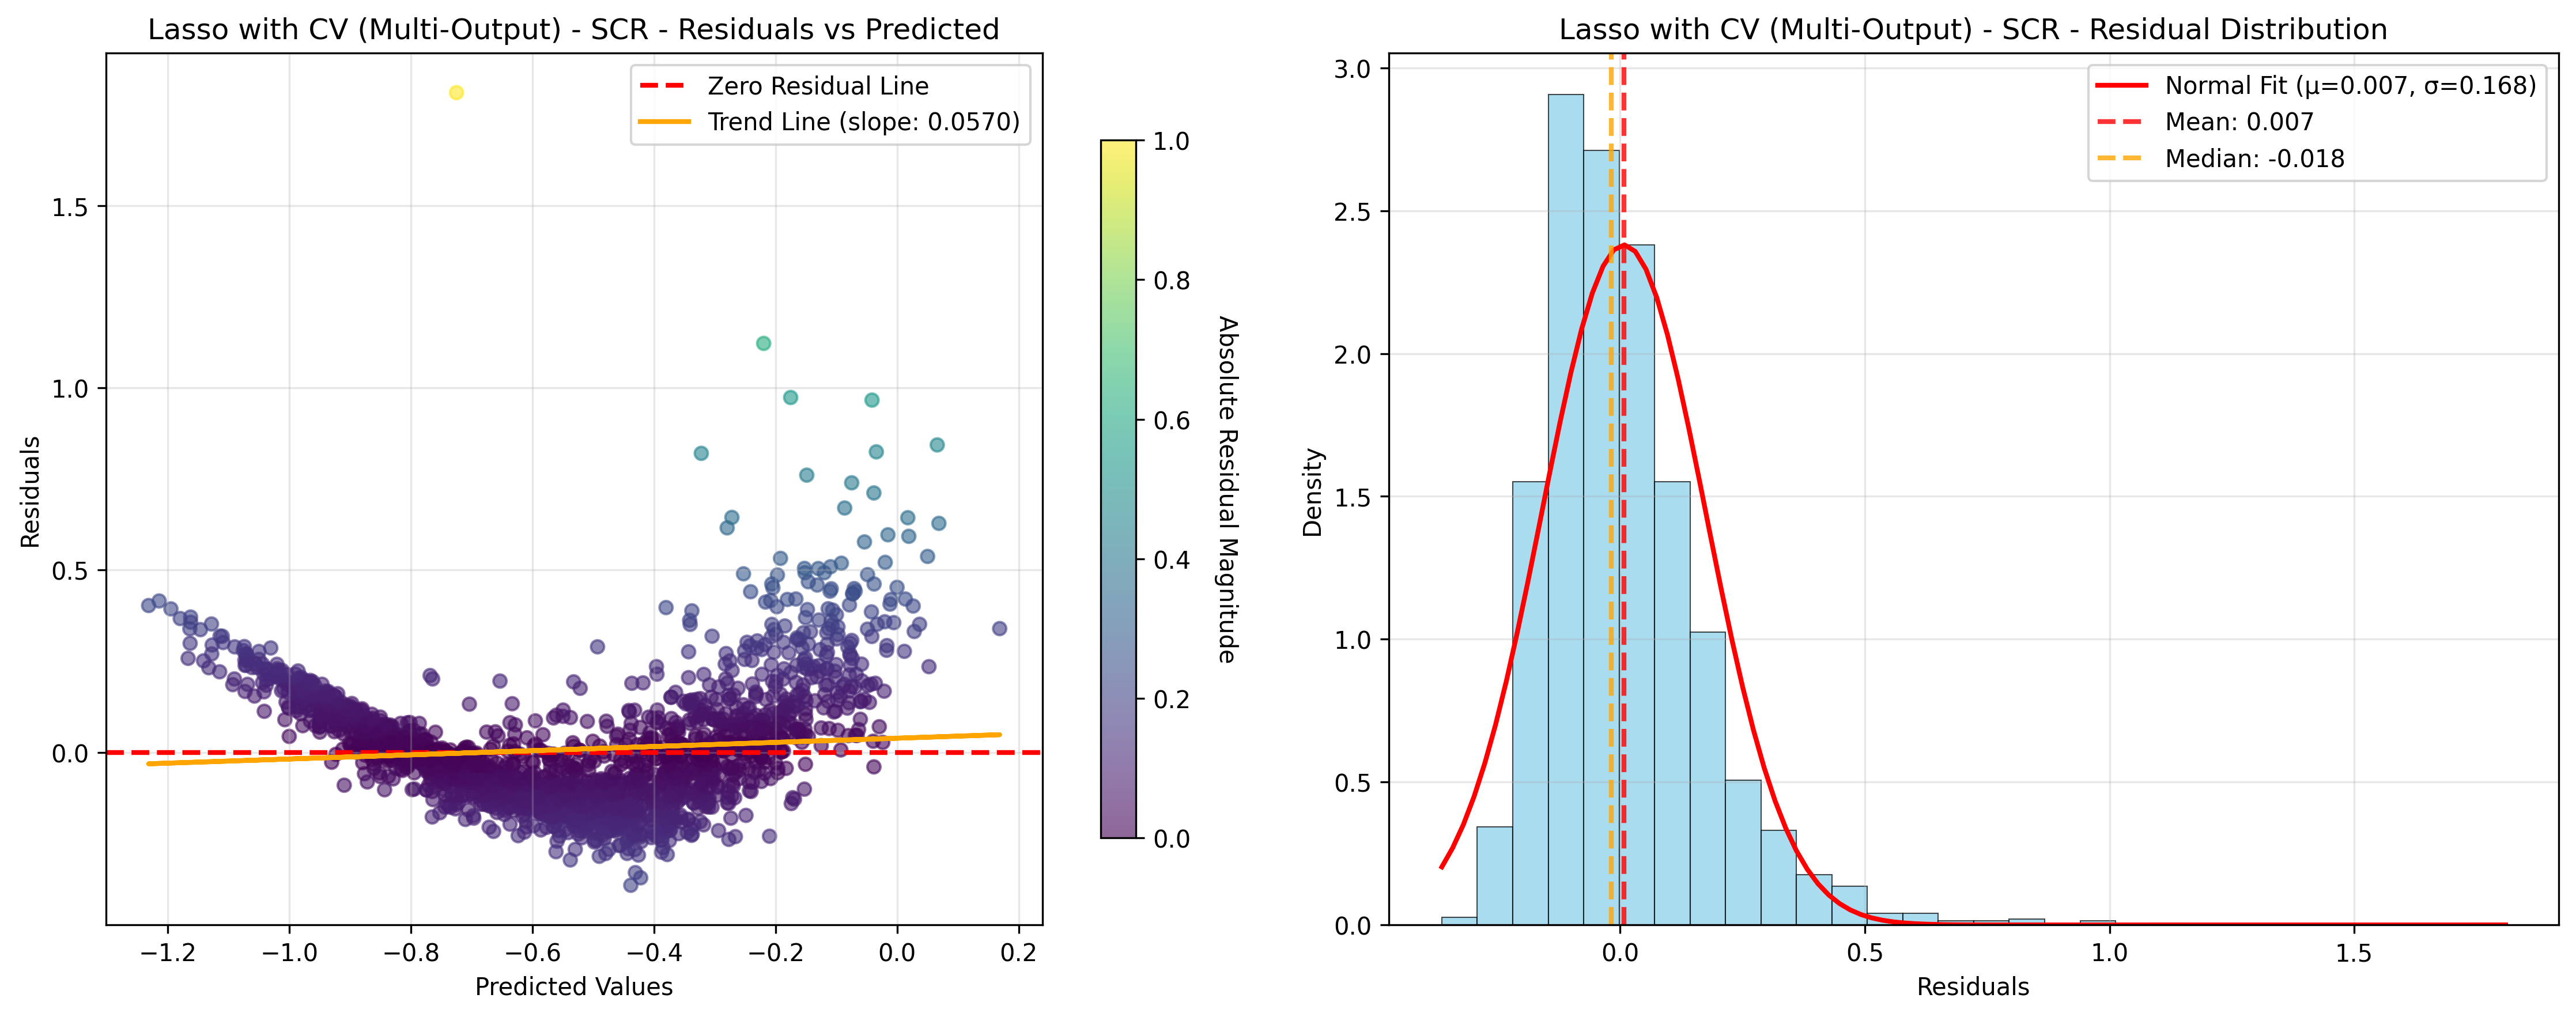 Lasso with CV (Multi-Output) - SCR - Residuals vs Predicted
Zero Residual Line
Trend Line (slope: 0.0570)
Residuals
1.5
1.0
0.5
0.0
−1.2
−1.0
−0.8
−0.6
−0.4
−0.2
0.0
0.2
Predicted Values
1.0
0.8
0.6
0.4
0.2
0.0
Absolute Residual Magnitude
Lasso with CV (Multi-Output) - SCR - Residual Distribution
Normal Fit (μ=0.007, σ=0.168)
Mean: 0.007
Median: -0.018
Density
3.0
2.5
2.0
1.5
1.0
0.5
0.0
0.0
0.5
1.0
1.5
Residuals